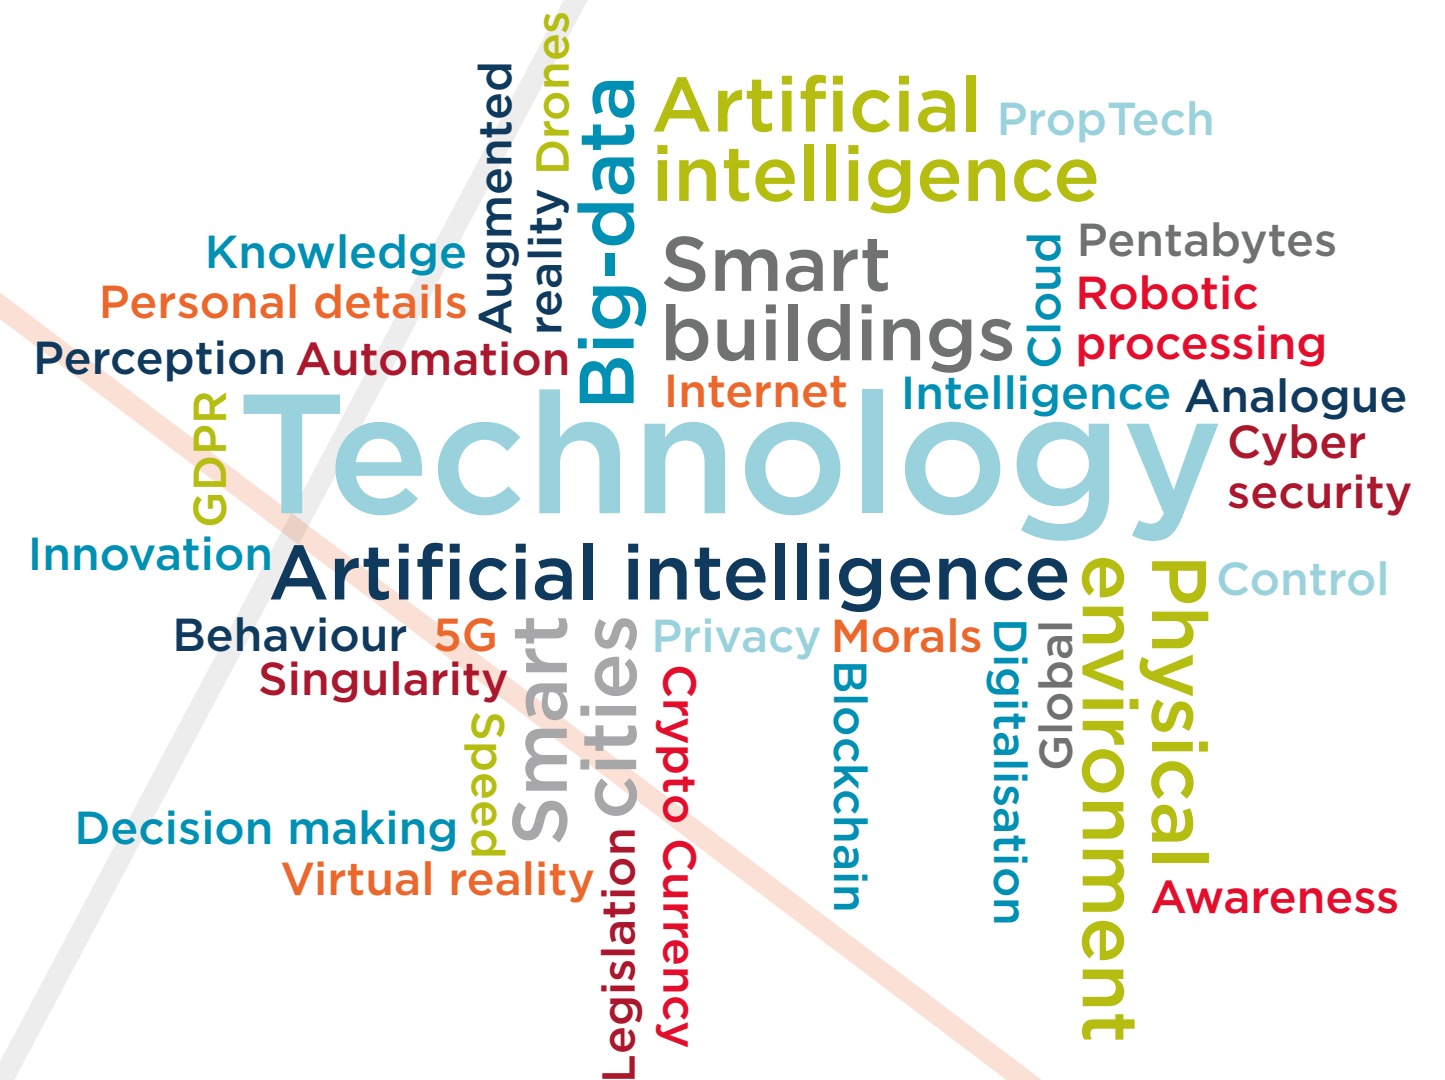 Drones
Augmented
reality
Big-data
Artificial
intelligence
PropTech
Knowledge
Personal details
Perception
Automation
Smart
buildings
Cloud
Pentabytes
Robotic
processing
Internet
Intelligence
Analogue
GDPR
Technology
Cyber
security
Innovation
Artificial intelligence
Physical
environment
Control
Behaviour
5G
Singularity
Smart
cities
Privacy
Morals
Digitalisation
Global
Speed
Crypto Currency
Blockchain
Decision making
Virtual reality
Legislation
Awareness